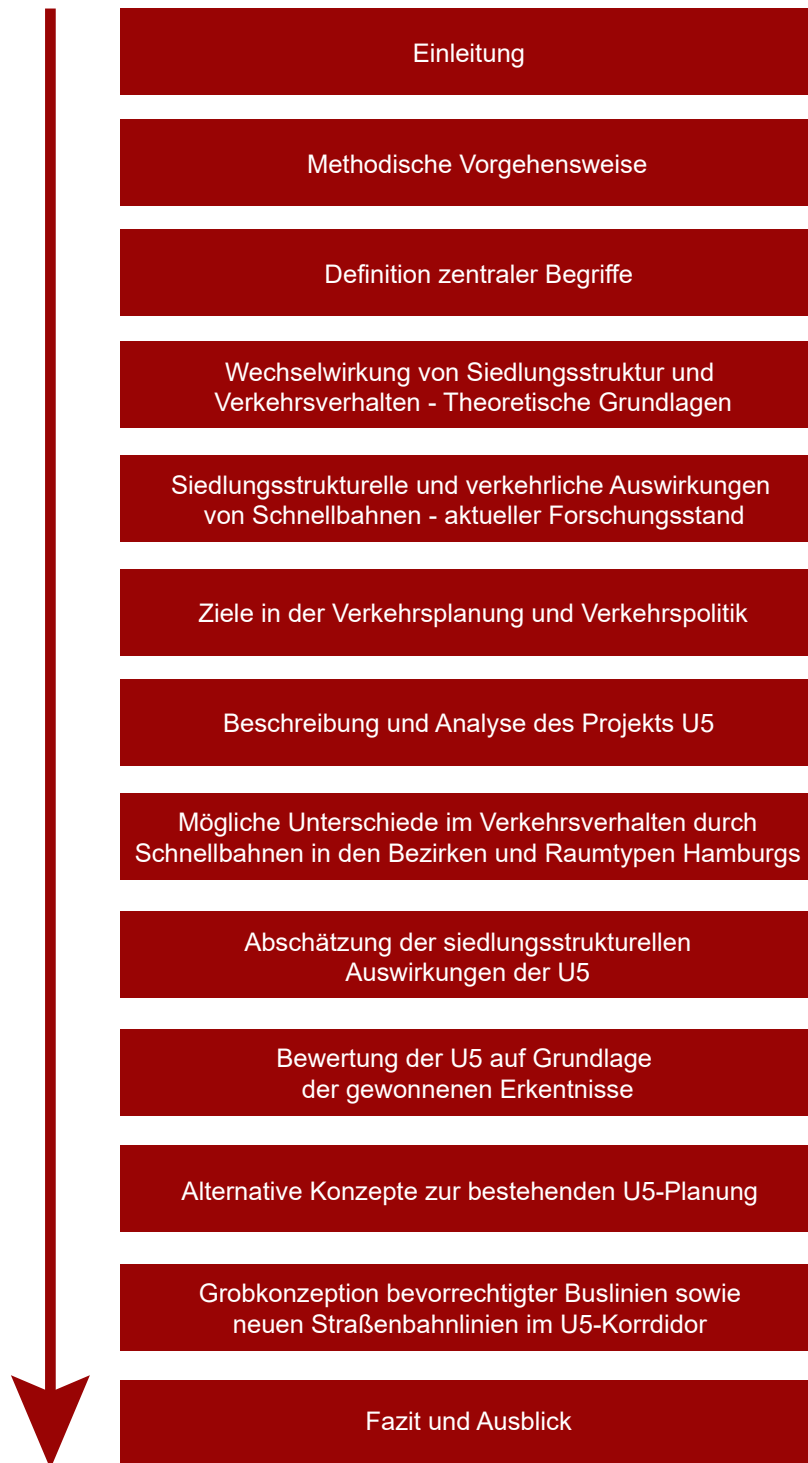 Einleitung
Methodische Vorgehensweise
Definition zentraler Begriffe
Wechselwirkung von Siedlungsstruktur und
Verkehrsverhalten - Theoretische Grundlagen
Siedlungsstrukturelle und verkehrliche Auswirkungen
von Schnellbahnen - aktueller Forschungsstand
Ziele in der Verkehrsplanung und Verkehrspolitik
Beschreibung und Analyse des Projekts U5
Mögliche Unterschiede im Verkehrsverhalten durch
Schnellbahnen in den Bezirken und Raumtypen Hamburgs
Abschätzung der siedlungsstrukturellen
Auswirkungen der U5
Bewertung der U5 auf Grundlage
der gewonnenen Erkentnisse
Alternative Konzepte zur bestehenden U5-Planung
Grobkonzeption bevorrechtigter Buslinien sowie
neuen Straßenbahnlinien im U5-Korrdidor
Fazit und Ausblick